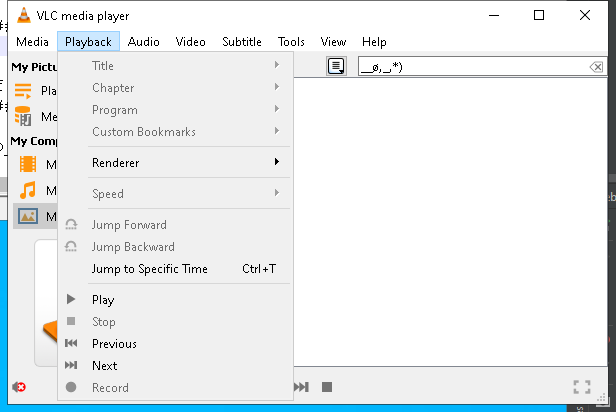 VLC media player
Media Playback Audio Video Subtitle Tools View Help
My Pictu
Pla
Me
My Comp
M
M
M
__ø,_,*)
Title
Chapter
Program
Custom Bookmarks
Renderer
Speed
Jump Forward
Jump Backward
Jump to Specific Time Ctrl+T
Play
Stop
Previous
Next
Record